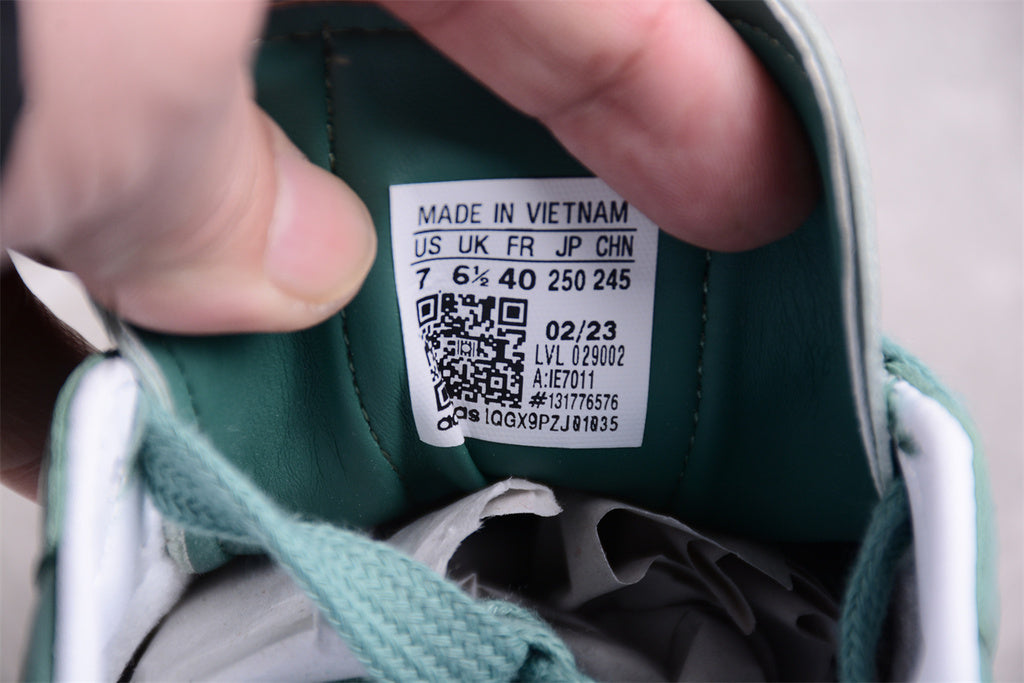 MADE IN VIETNAM
US UK FR JP CHN
7 6½ 40 250 245
02/23
LVL 029002
A:IE7011
#131776576
adidas 1QGX9PZJ01035